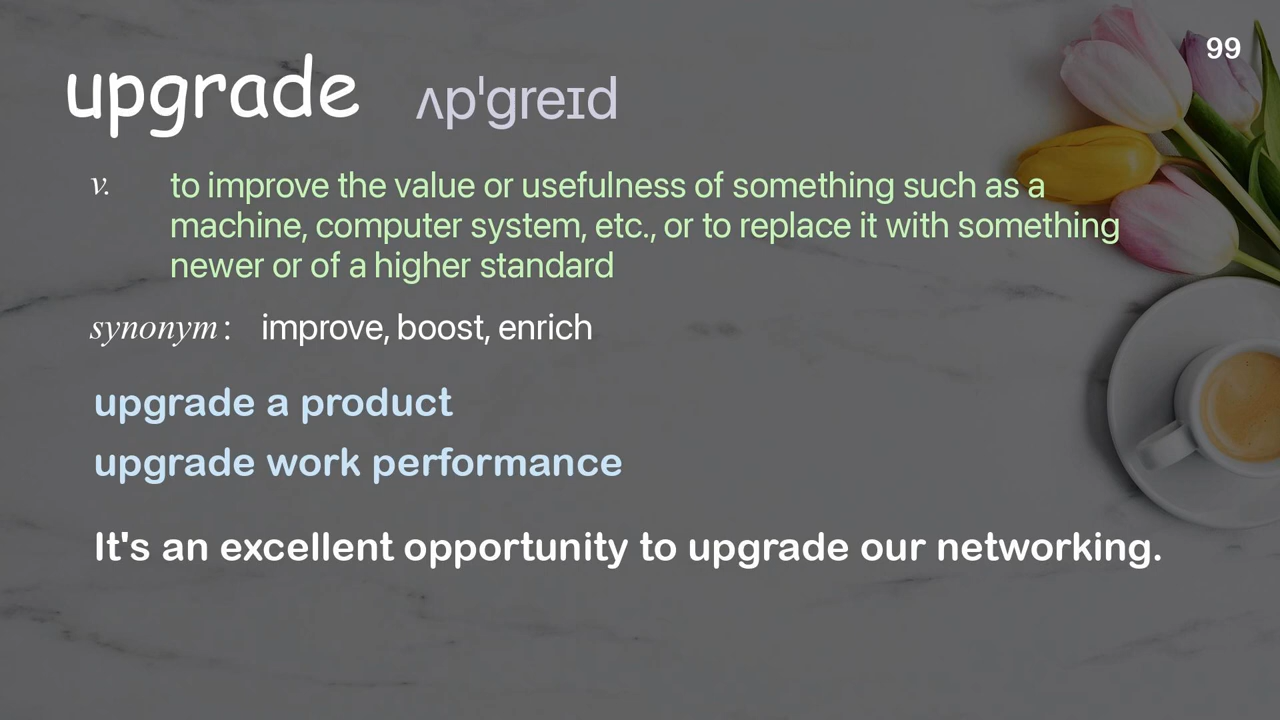 99
upgrade ʌpˈɡreɪd
v. to improve the value or usefulness of something such as a
machine, computer system, etc., or to replace it with something
newer or of a higher standard
synonym: improve, boost, enrich
upgrade a product
upgrade work performance
It's an excellent opportunity to upgrade our networking.